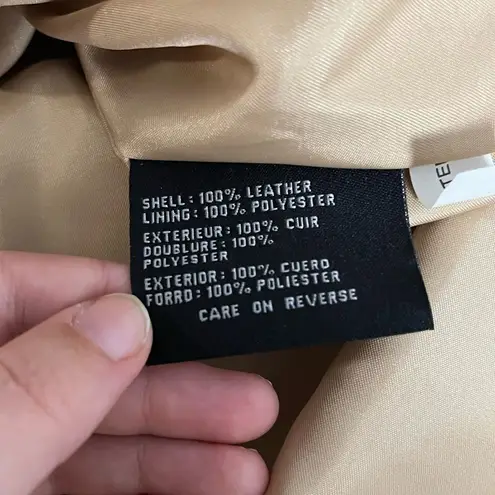 SHELL: 100% LEATHER
LINING: 100% POLYESTER
EXTERIEUR: 100% CUIR
DOUBLURE: 100%
POLYESTER
EXTERIOR: 100% CUERO
FORRO: 100% POLIESTER
CARE ON REVERSE